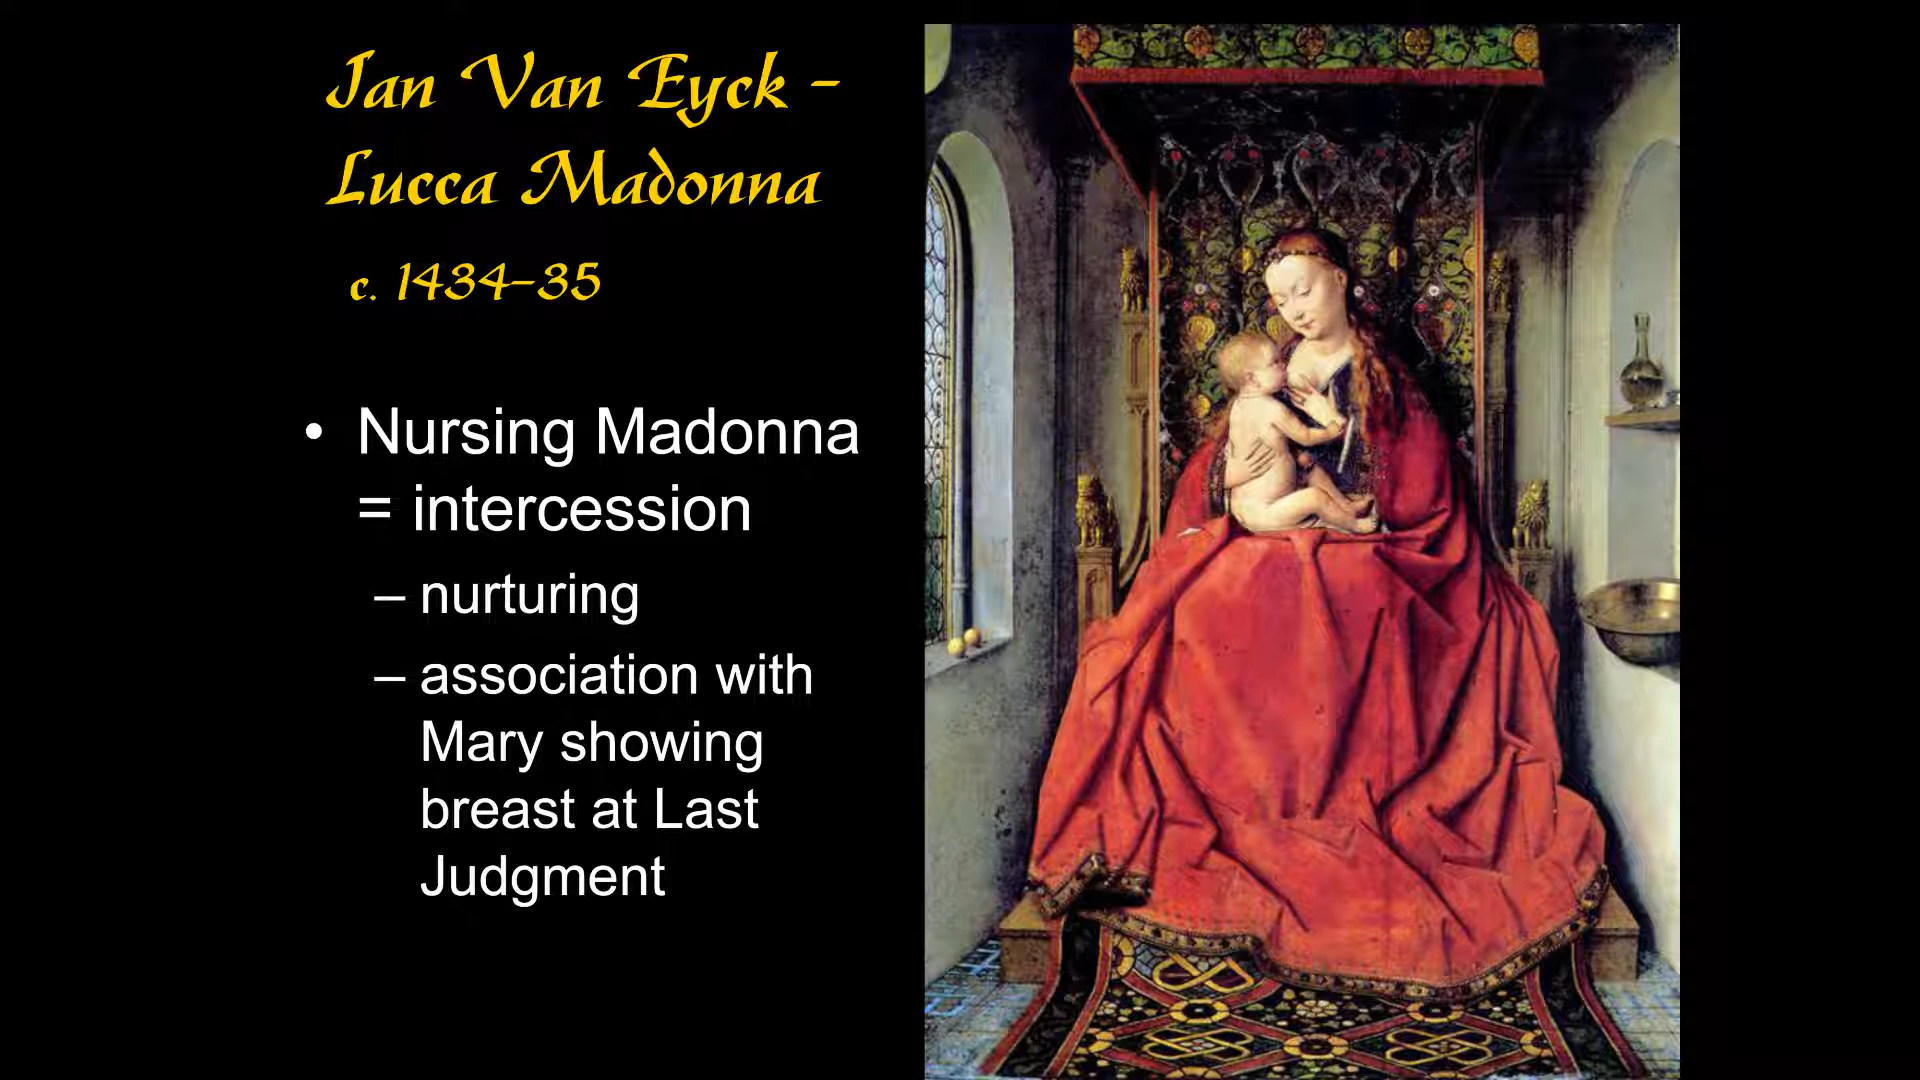 Jan Van Eyck –
Lucca Madonna
c. 1434–35
• Nursing Madonna
= intercession
– nurturing
– association with
Mary showing
breast at Last
Judgment